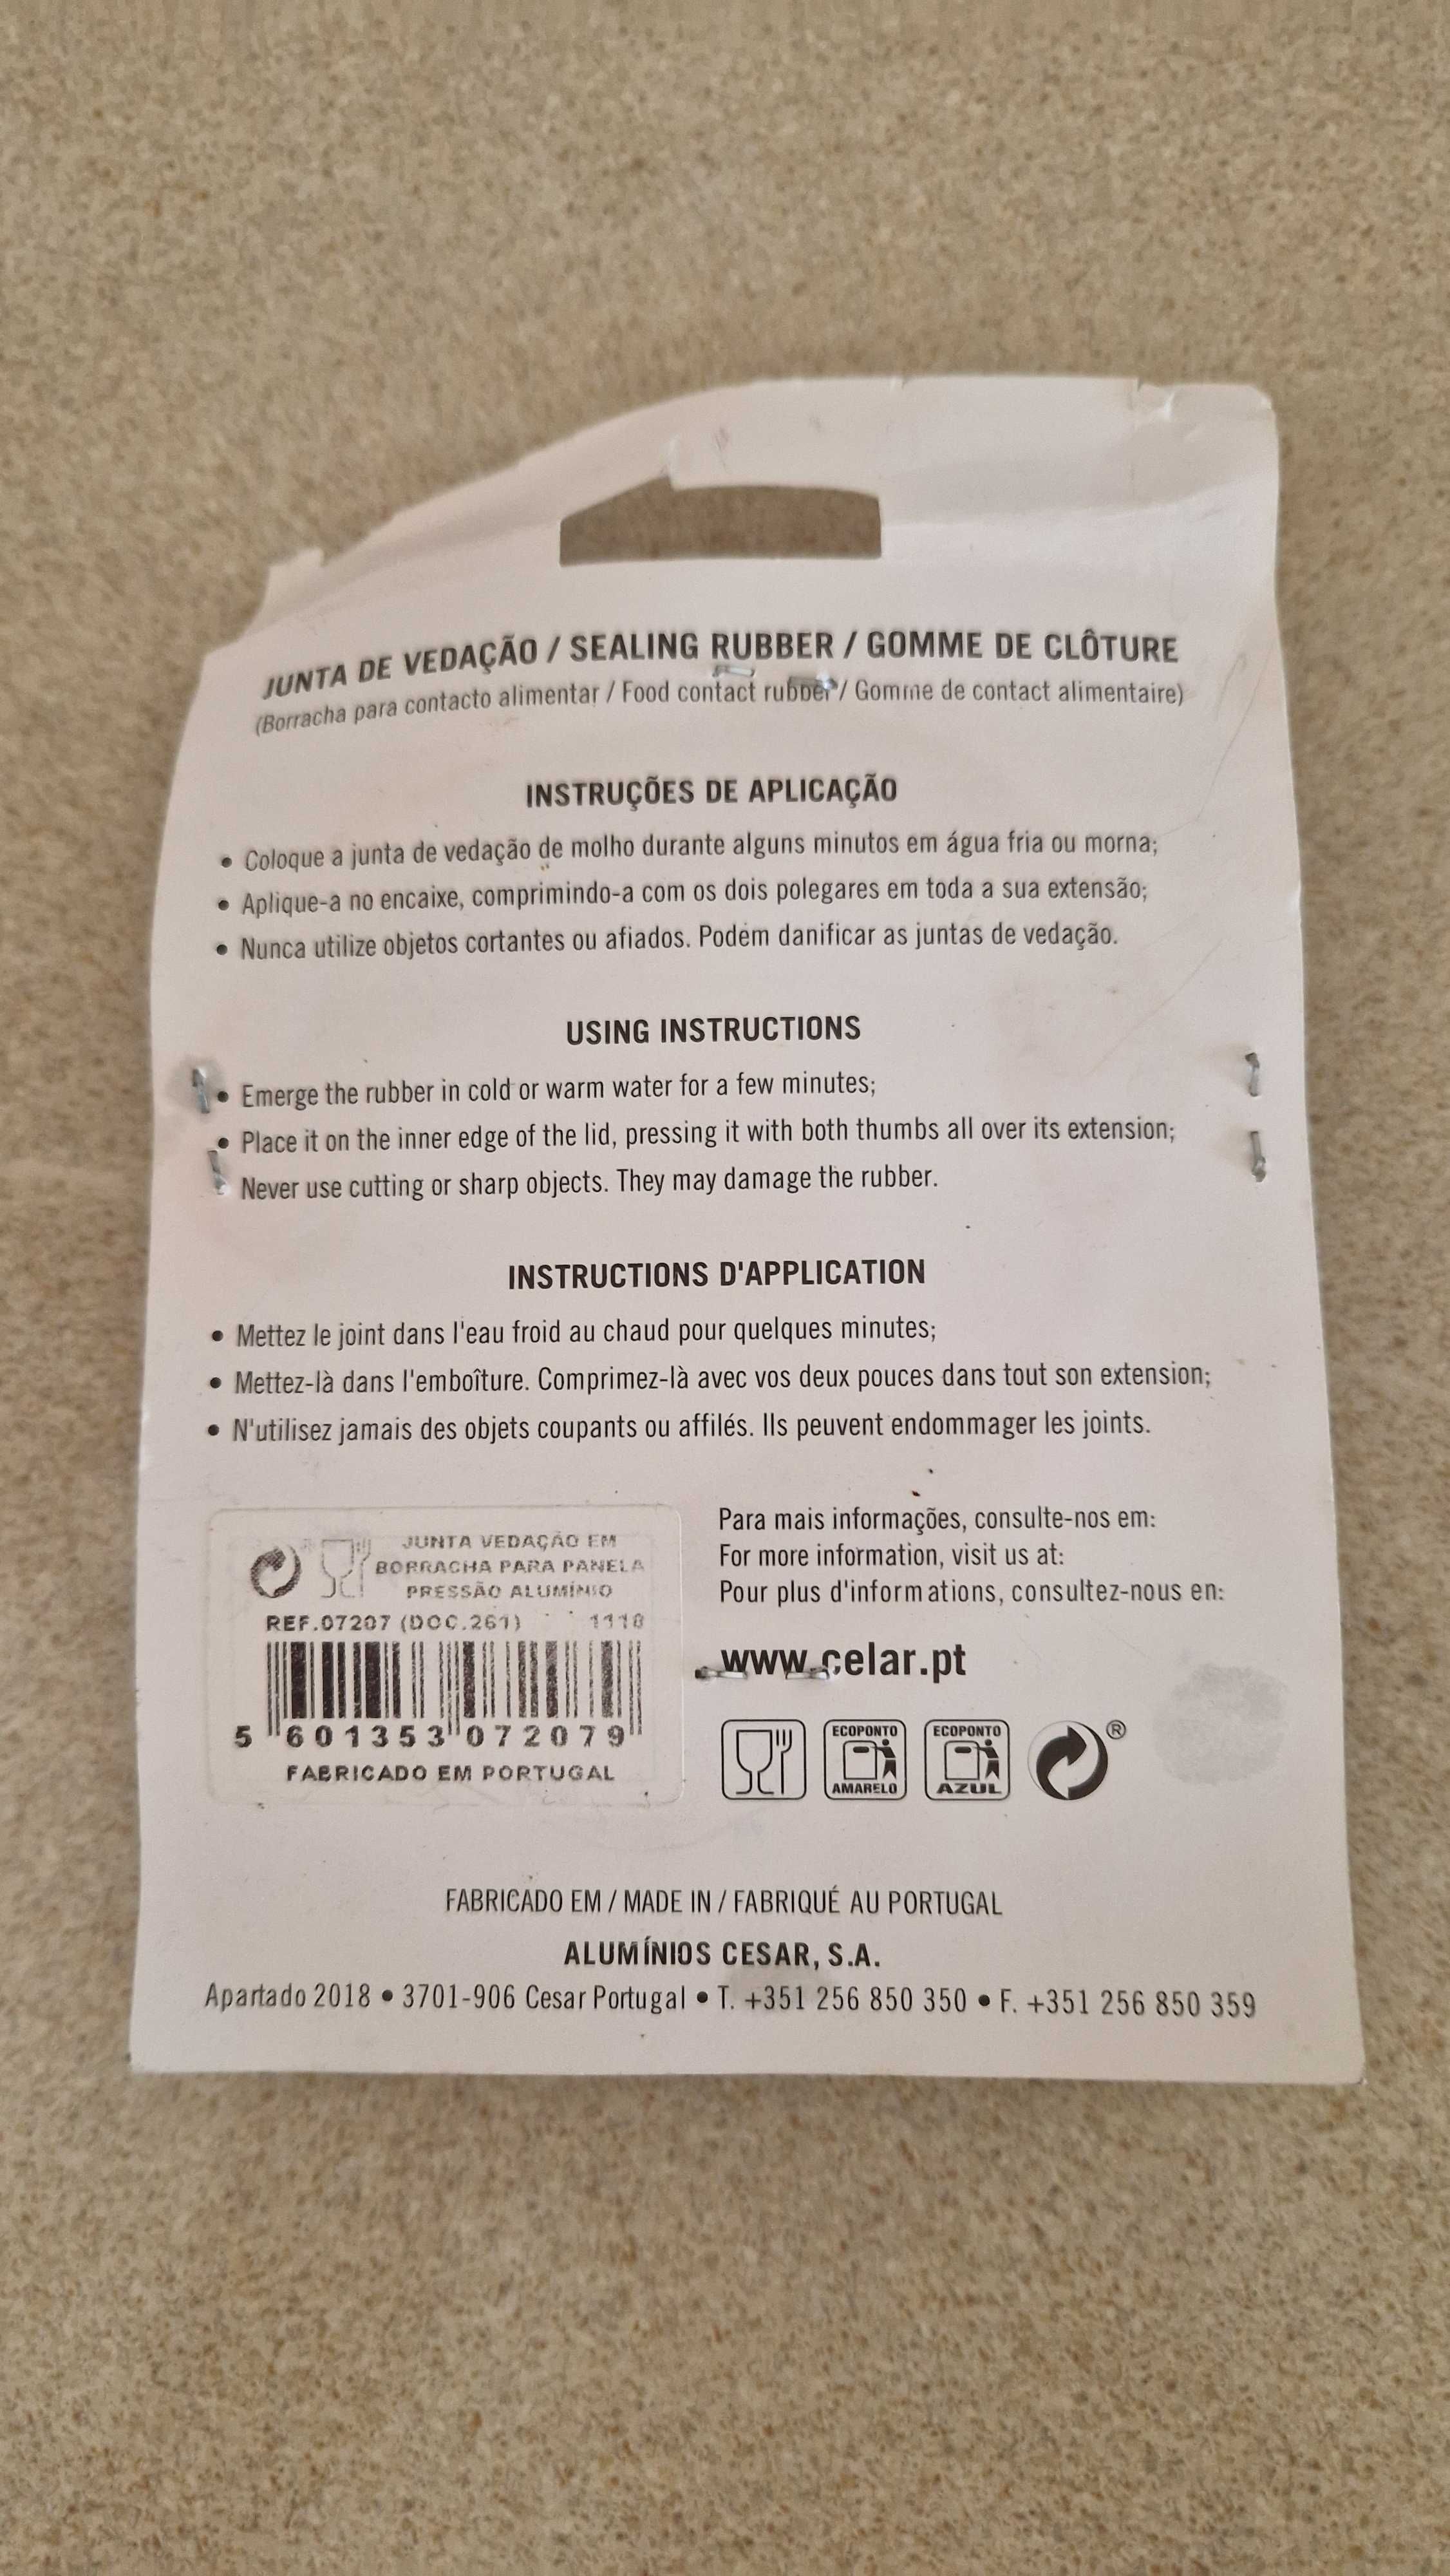 JUNTA DE VEDAÇÃO / SEALING RUBBER / GOMME DE CLÔTURE
(Borracha para contacto alimentar / Food contact rubber / Gomme de contact alimentaire)
INSTRUÇÕES DE APLICAÇÃO
• Coloque a junta de vedação de molho durante alguns minutos em água fria ou morna;
• Aplique-a no encaixe, comprimindo-a com os dois polegares em toda a sua extensão;
• Nunca utilize objetos cortantes ou afiados. Podem danificar as juntas de vedação.
USING INSTRUCTIONS
• Emerge the rubber in cold or warm water for a few minutes;
• Place it on the inner edge of the lid, pressing it with both thumbs all over its extension;
Never use cutting or sharp objects. They may damage the rubber.
INSTRUCTIONS D'APPLICATION
• Mettez le joint dans l'eau froid au chaud pour quelques minutes;
• Mettez-là dans l'emboîture. Comprimez-là avec vos deux pouces dans tout son extension;
• N'utilisez jamais des objets coupants ou affilés. Ils peuvent endommager les joints.
JUNTA VEDAÇÃO EM
BORRACHA PARA PANELA
PRESSÃO ALUMÍNIO
REF.07207 (DOC.261) 1118
5 601353 072079
FABRICADO EM PORTUGAL
Para mais informações, consulte-nos em:
For more information, visit us at:
Pour plus d'informations, consultez-nous en:
www.celar.pt
ECOPONTO
AMARELO
ECOPONTO
AZUL
®
FABRICADO EM / MADE IN / FABRIQUÉ AU PORTUGAL
ALUMÍNIOS CESAR, S.A.
Apartado 2018 • 3701-906 Cesar Portugal • T. +351 256 850 350 • F. +351 256 850 359